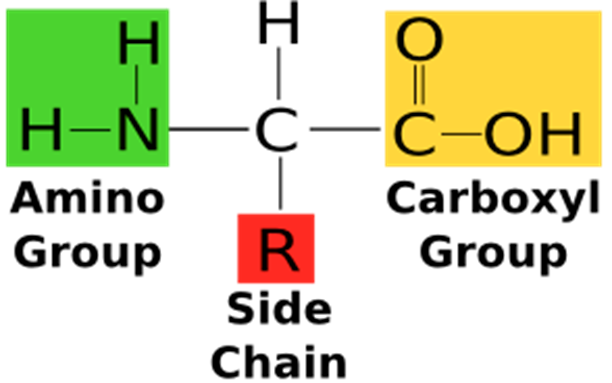 H H O
H N C C OH
Amino Group
R
Carboxyl Group
Side Chain